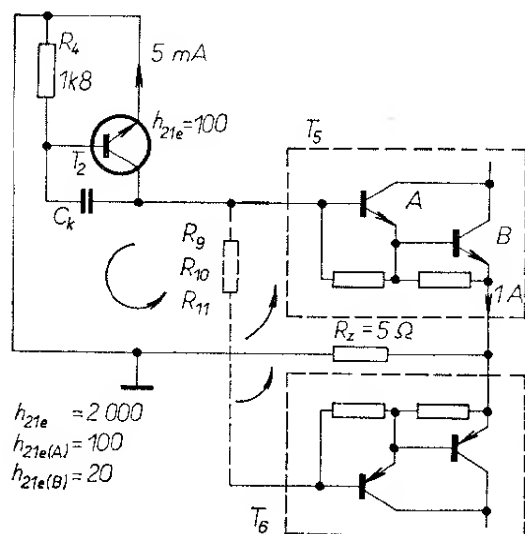 R4
1k8
5 mA
h21e=100
T2
Ck
T5
A
B
R9
R10
R11
1A
Rz = 5 Ω
h21e = 2 000
h21e(A) = 100
h21e(B) = 20
T6